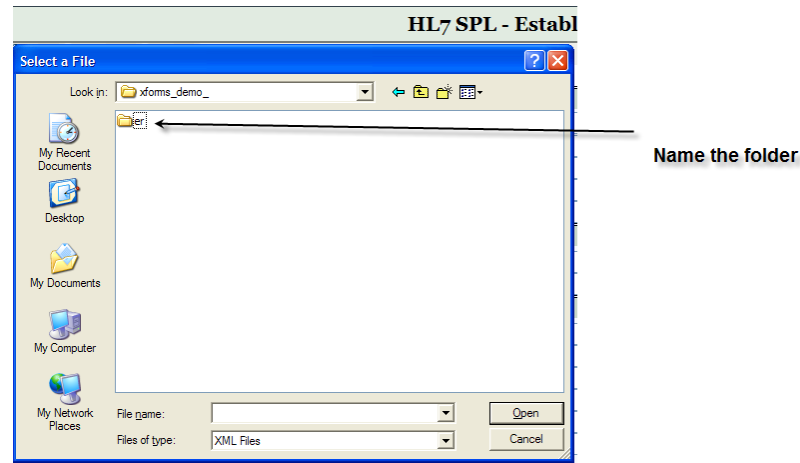 HL7 SPL - Establ
Select a File
Look in:
xforms_demo_
er
My Recent
Documents
Name the folder
Desktop
My Documents
My Computer
My Network
Places
File name:
Open
Files of type:
XML Files
Cancel